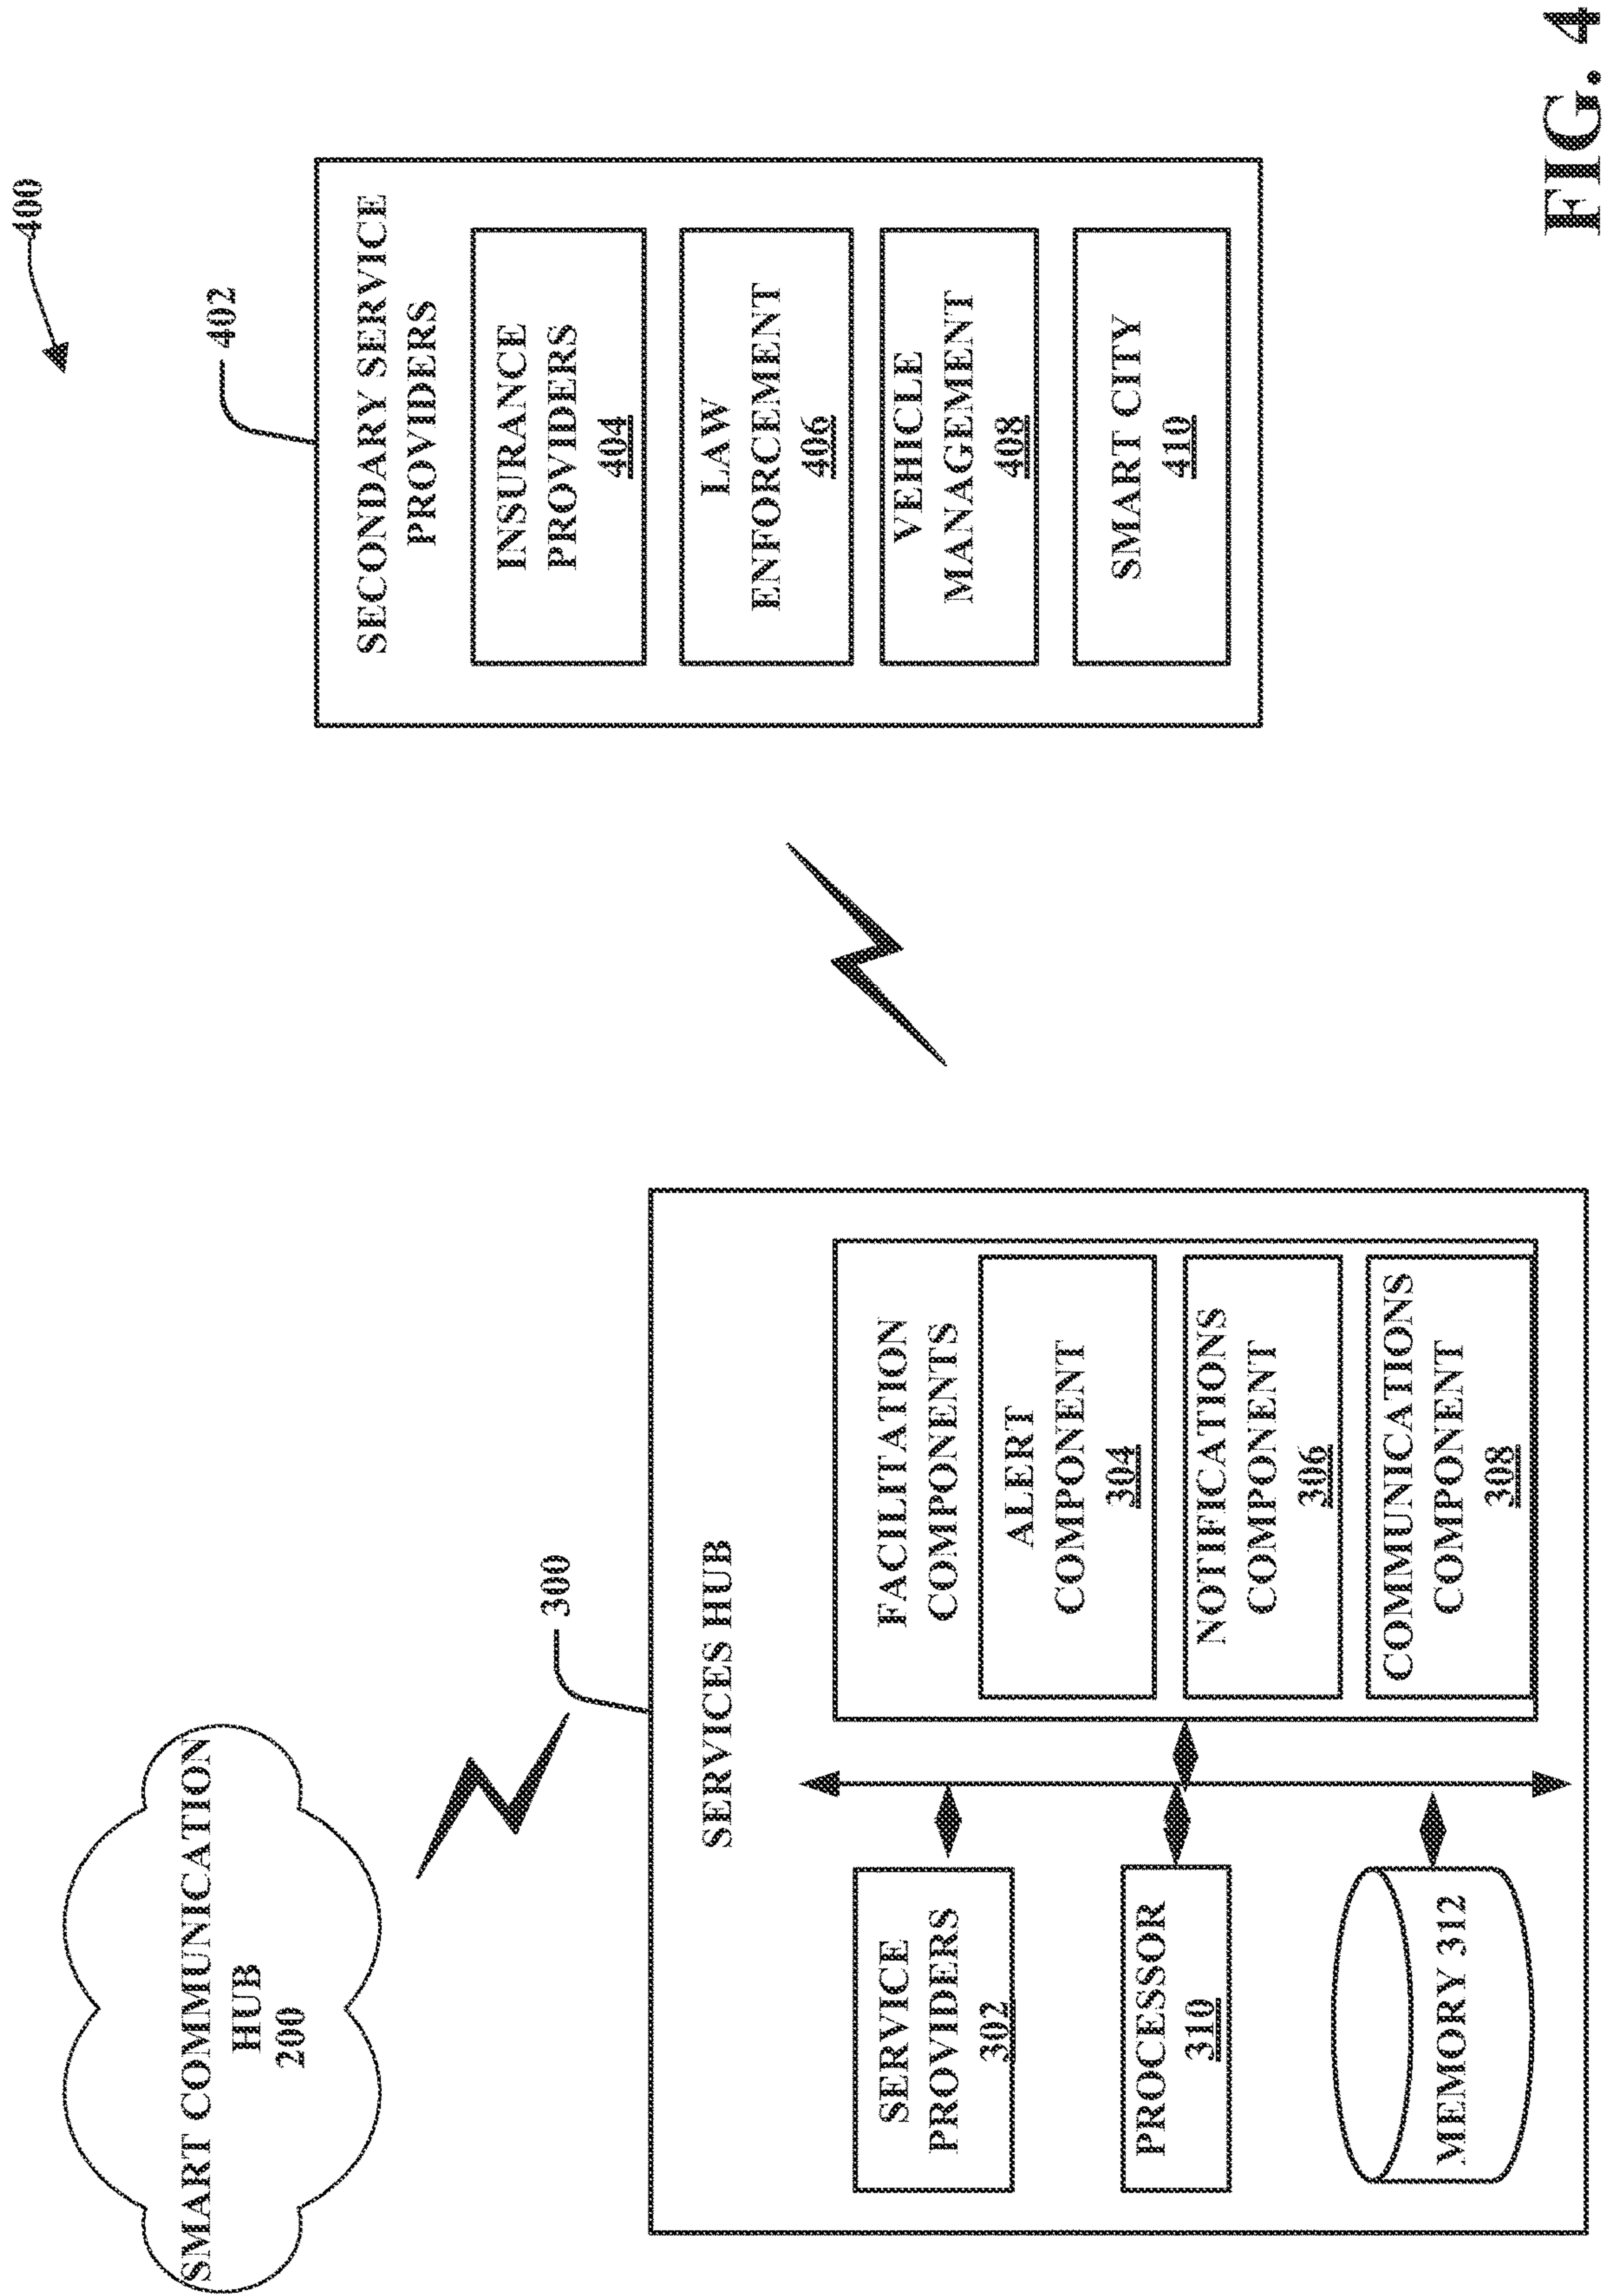 400
SMART COMMUNICATION
HUB
200
300
SERVICES HUB
SERVICE
PROVIDERS
302
PROCESSOR
310
MEMORY 312
FACILITATION
COMPONENTS
ALERT
COMPONENT
304
NOTIFICATIONS
COMPONENT
306
COMMUNICATIONS
COMPONENT
308
402
SECONDARY SERVICE
PROVIDERS
INSURANCE
PROVIDERS
404
LAW
ENFORCEMENT
406
VEHICLE
MANAGEMENT
408
SMART CITY
410
FIG. 4